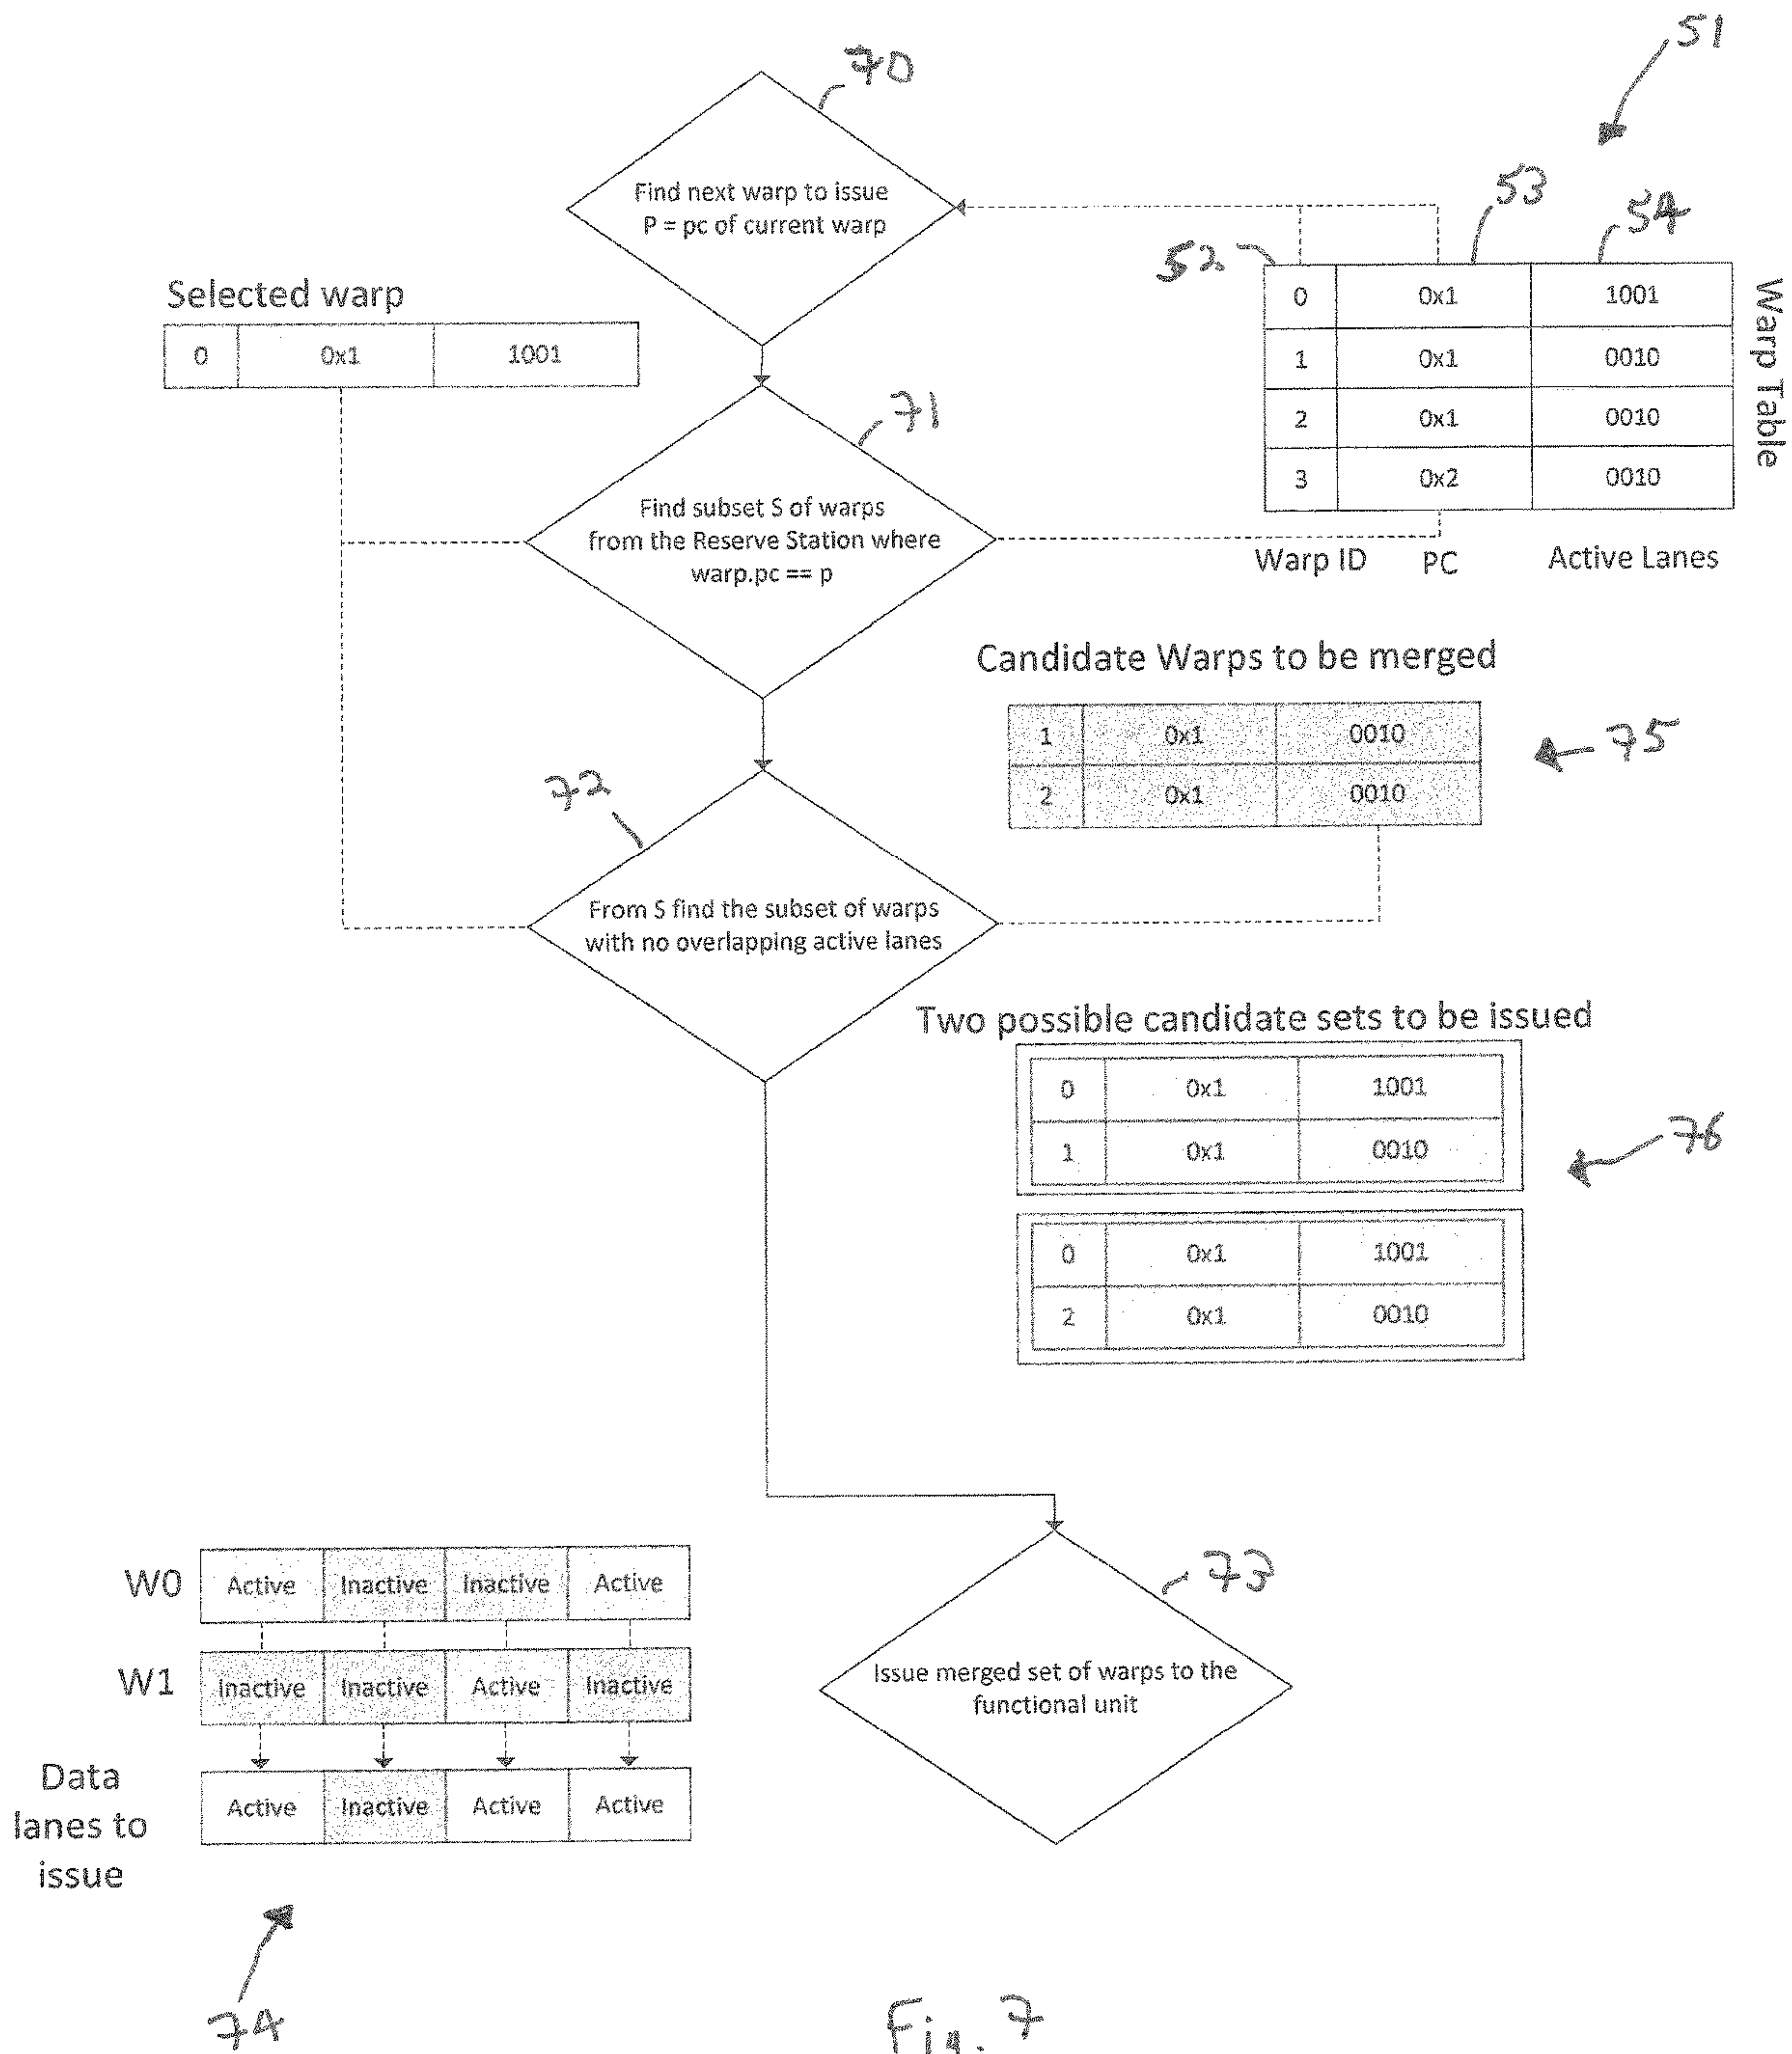 51
70
Find next warp to issue
P = pc of current warp
53
54
52
Selected warp
0 0x1 1001
0 0x1 1001
1 0x1 0010
2 0x1 0010
3 0x2 0010
Warp Table
Warp ID PC Active Lanes
71
Find subset S of warps
from the Reserve Station where
warp.pc == p
Candidate Warps to be merged
1 0x1 0010
2 0x1 0010
75
72
From S find the subset of warps
with no overlapping active lanes
Two possible candidate sets to be issued
0 0x1 1001
1 0x1 0010
76
0 0x1 1001
2 0x1 0010
W0 Active Inactive Inactive Active
W1 Inactive Inactive Active Inactive
Data
lanes to
issue
Active Inactive Active Active
73
Issue merged set of warps to the
functional unit
74
Fig. 7